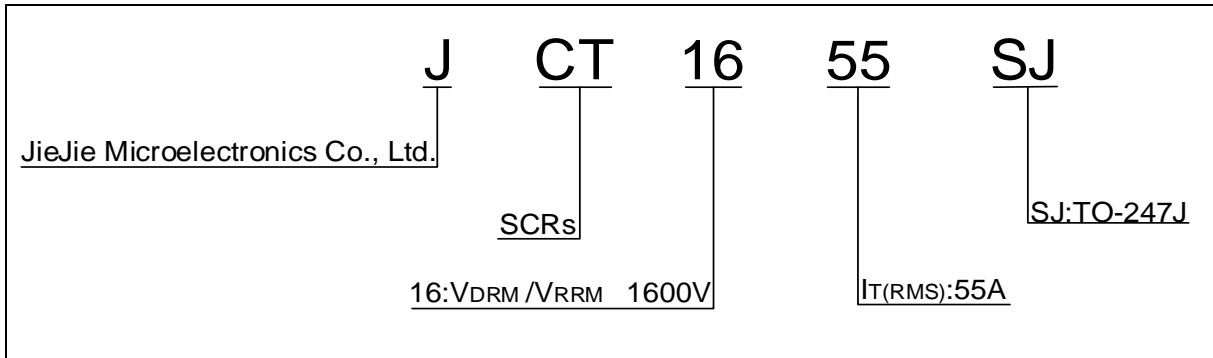 J CT 16 55 SJ
JieJie Microelectronics Co., Ltd.
SCRs
SJ:TO-247J
16:VDRM /VRRM 1600V
IT(RMS):55A